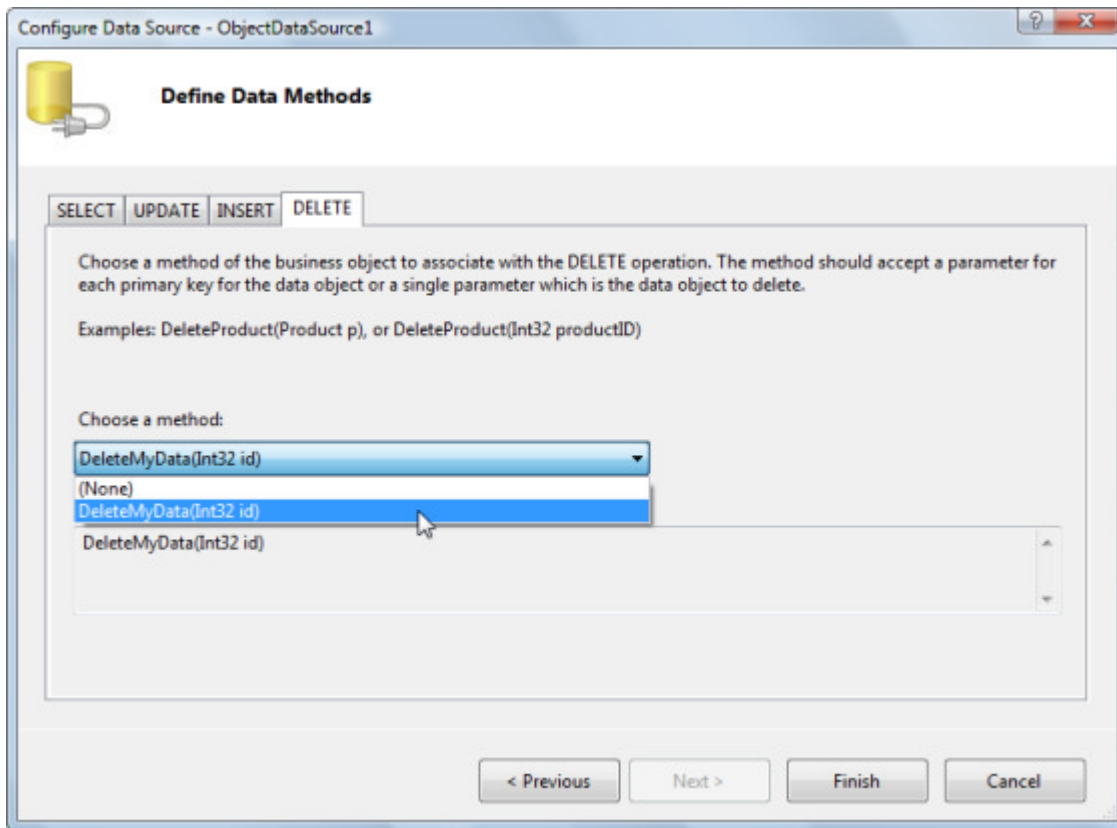 Configure Data Source - ObjectDataSource1
Define Data Methods
SELECT UPDATE INSERT DELETE
Choose a method of the business object to associate with the DELETE operation. The method should accept a parameter for
each primary key for the data object or a single parameter which is the data object to delete.
Examples: DeleteProduct(Product p), or DeleteProduct(Int32 productID)
Choose a method:
DeleteMyData(Int32 id)
(None)
DeleteMyData(Int32 id)
DeleteMyData(Int32 id)
< Previous Next > Finish Cancel